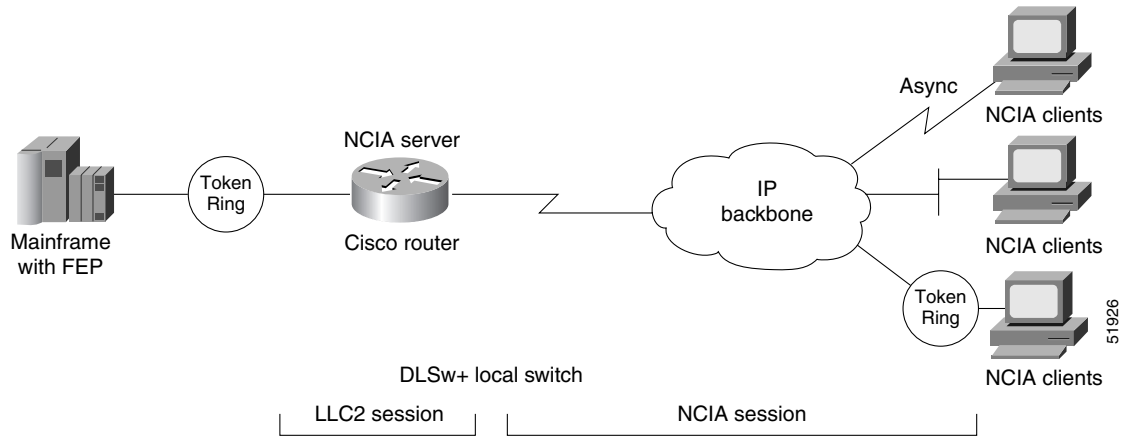 Async
NCIA clients
NCIA server
Token
Ring
IP
backbone
Mainframe
with FEP
Cisco router
NCIA clients
Token
Ring
51926
NCIA clients
DLSw+ local switch
LLC2 session
NCIA session